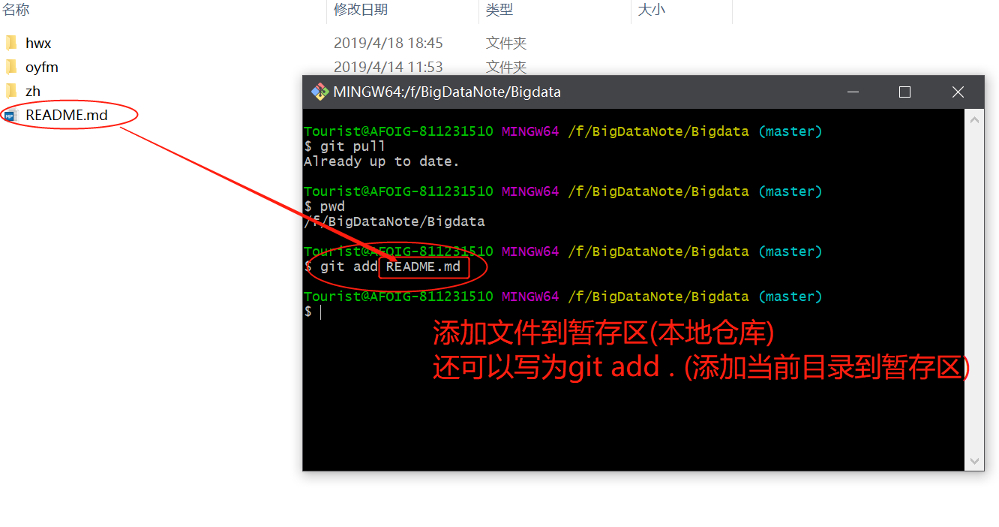 名称 修改日期 类型 大小
hwx 2019/4/18 18:45 文件夹
oyfm 2019/4/14 11:53 文件夹
zh
README.md
MINGW64:/f/BigDataNote/Bigdata
Tourist@AFOIG-811231510 MINGW64 /f/BigDataNote/Bigdata (master)
$ git pull
Already up to date.
Tourist@AFOIG-811231510 MINGW64 /f/BigDataNote/Bigdata (master)
$ pwd
/f/BigDataNote/Bigdata
Tourist@AFOIG-811231510 MINGW64 /f/BigDataNote/Bigdata (master)
$ git add README.md
Tourist@AFOIG-811231510 MINGW64 /f/BigDataNote/Bigdata (master)
$
添加文件到暂存区(本地仓库)
还可以写为git add . (添加当前目录到暂存区)